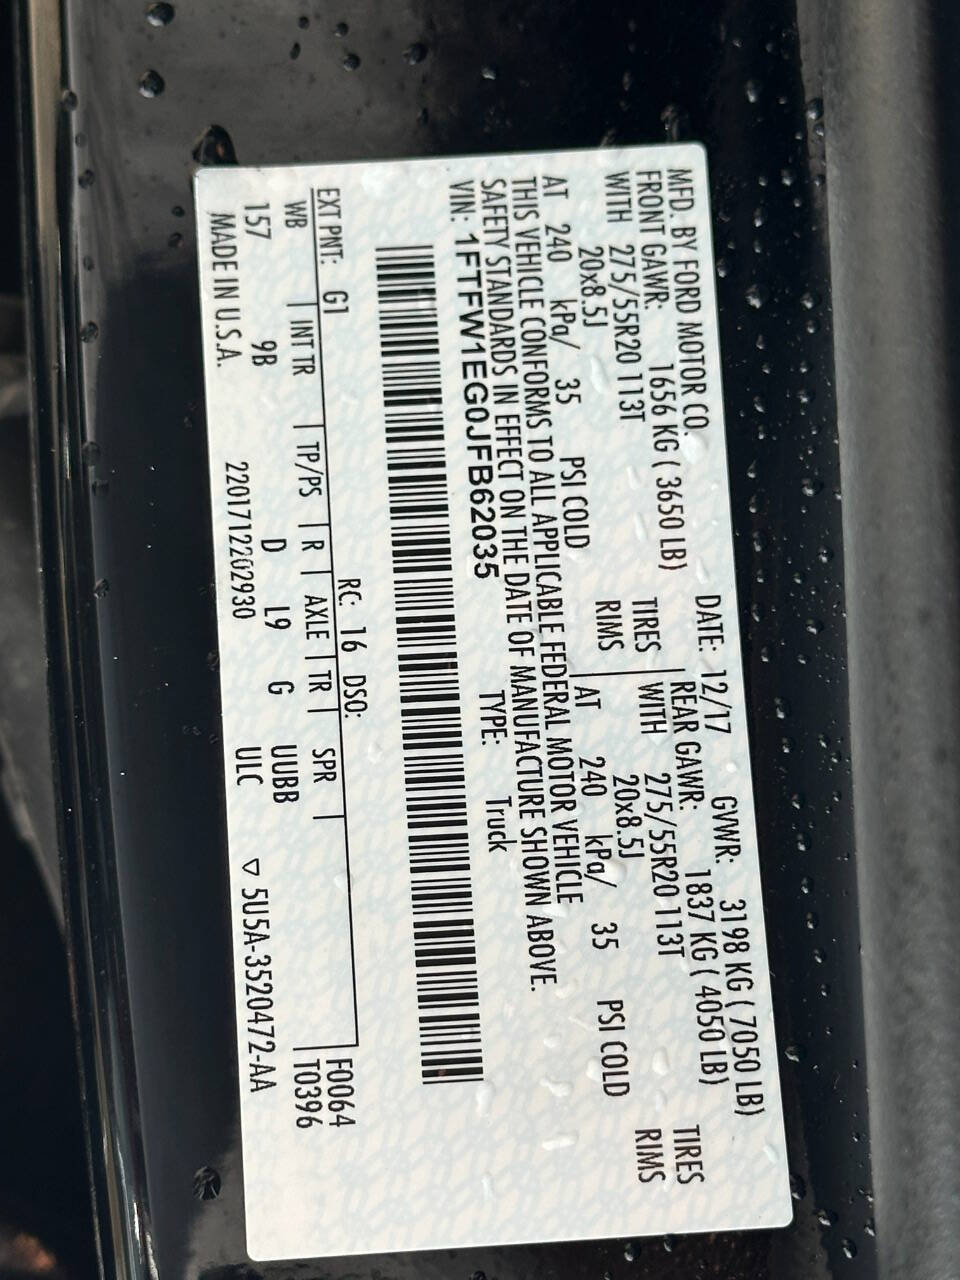 MFD. BY FORD MOTOR CO. DATE: 12/17 GVWR: 3198 KG ( 7050 LB)
FRONT GAWR: 1656 KG ( 3650 LB) REAR GAWR: 1837 KG ( 4050 LB)
WITH 275/55R20 113T TIRES WITH 275/55R20 113T TIRES
20x8.5J RIMS 20x8.5J RIMS
AT 240 kPa/ 35 PSI COLD AT 240 kPa/ 35 PSI COLD
THIS VEHICLE CONFORMS TO ALL APPLICABLE FEDERAL MOTOR VEHICLE
SAFETY STANDARDS IN EFFECT ON THE DATE OF MANUFACTURE SHOWN ABOVE.
VIN: 1FTFW1EG0JFB62035 TYPE: Truck
EXT PNT: G1 RC: 16 DSO: F0064
WB INT TR TP/PS R AXLE TR SPR T0396
157 9B D L9 G UUBB
MADE IN U.S.A. 22017122O2930 ULC ▽ 5U5A-3520472-AA